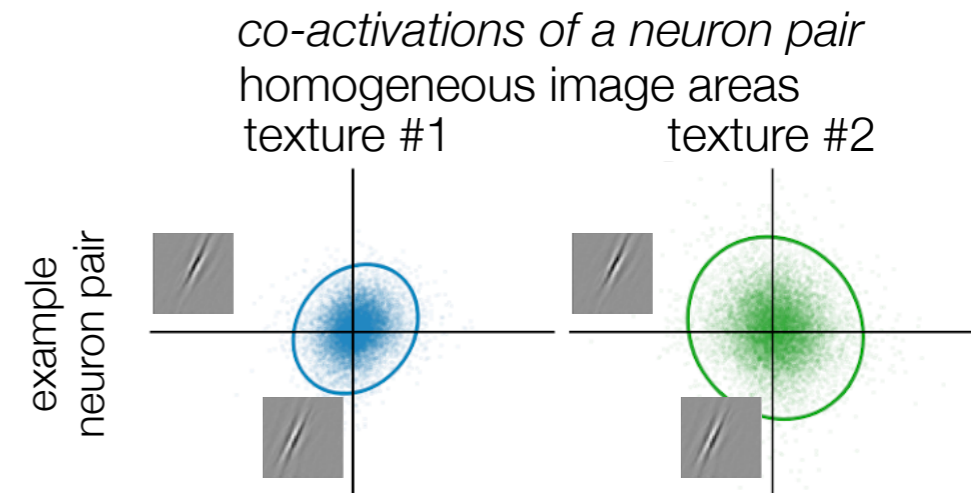 co-activations of a neuron pair
homogeneous image areas
texture #1
texture #2
example
neuron pair